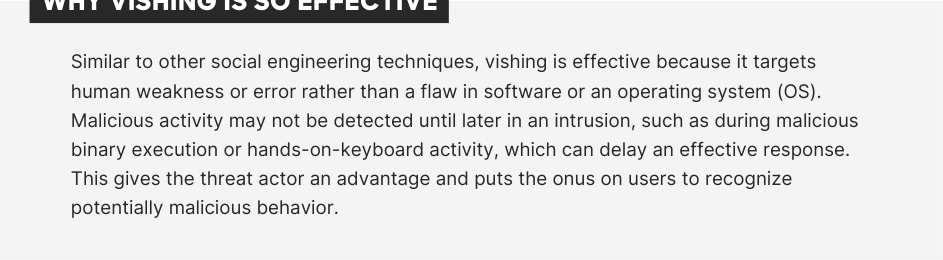 WHY VISHING IS SO EFFECTIVE
Similar to other social engineering techniques, vishing is effective because it targets
human weakness or error rather than a flaw in software or an operating system (OS).
Malicious activity may not be detected until later in an intrusion, such as during malicious
binary execution or hands-on-keyboard activity, which can delay an effective response.
This gives the threat actor an advantage and puts the onus on users to recognize
potentially malicious behavior.